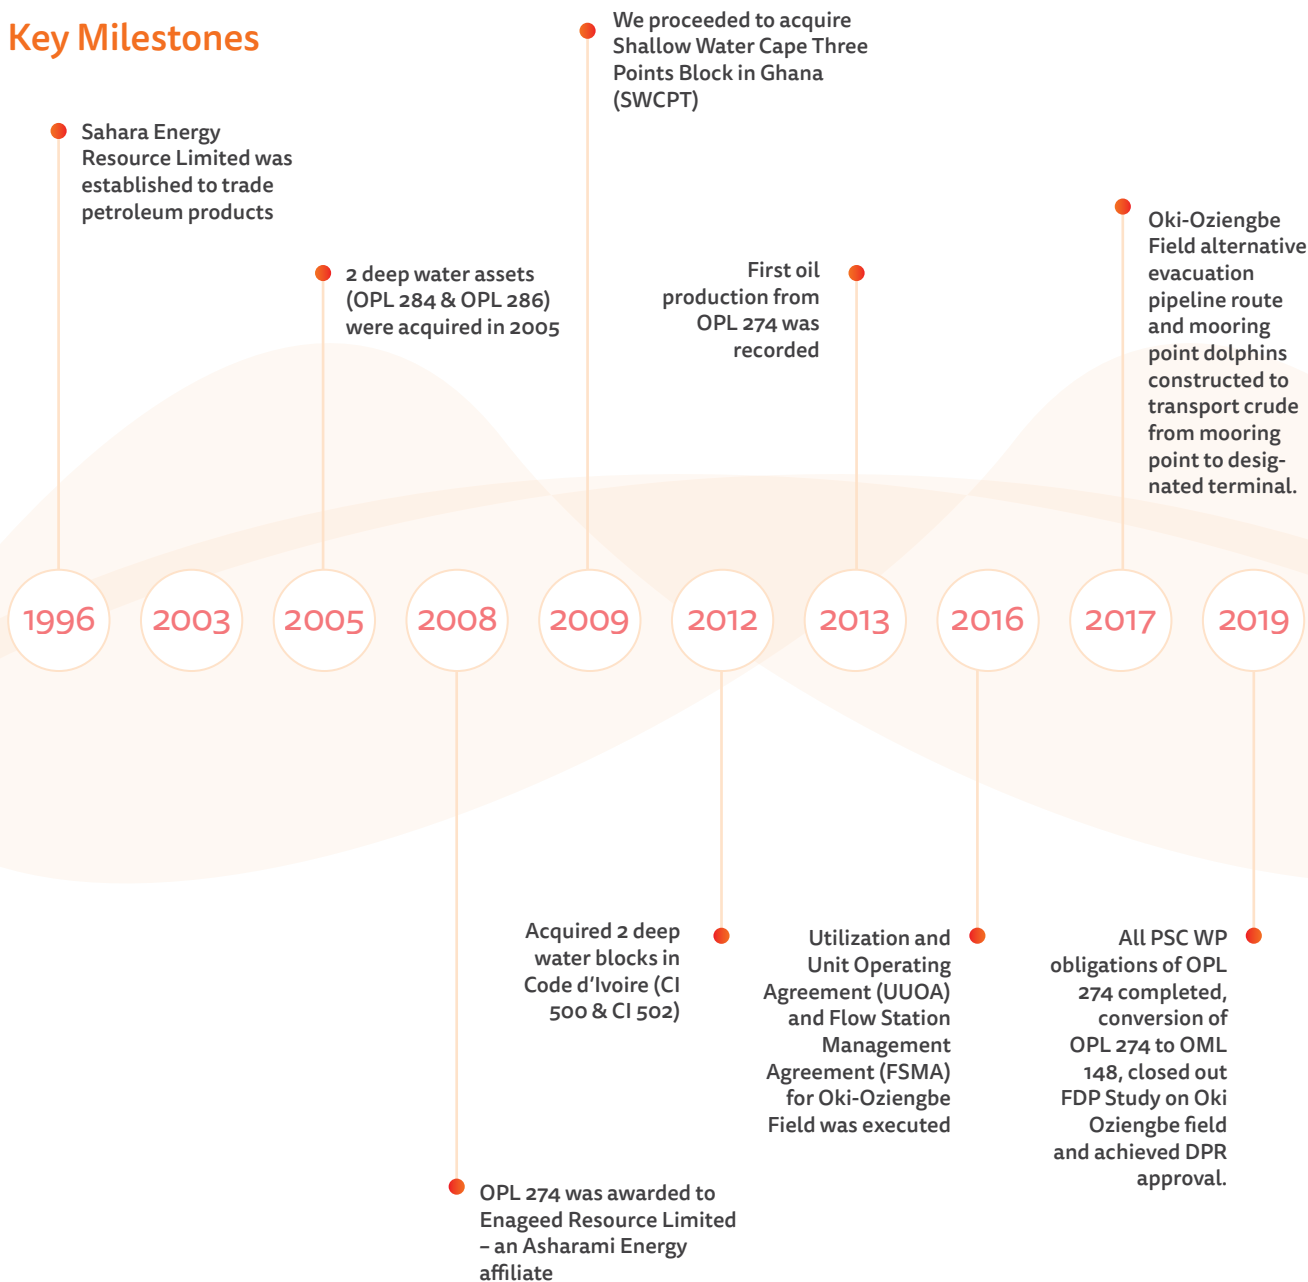 Key Milestones
We proceeded to acquire
Shallow Water Cape Three
Points Block in Ghana
(SWCPT)
Sahara Energy
Resource Limited was
established to trade
petroleum products
2 deep water assets
(OPL 284 & OPL 286)
were acquired in 2005
First oil
production from
OPL 274 was
recorded
Oki-Oziengbe
Field alternative
evacuation
pipeline route
and mooring
point dolphins
constructed to
transport crude
from mooring
point to desig-
nated terminal.
1996
2003
2005
2008
2009
2012
2013
2016
2017
2019
Acquired 2 deep
water blocks in
Code d’Ivoire (CI
500 & CI 502)
Utilization and
Unit Operating
Agreement (UUOA)
and Flow Station
Management
Agreement (FSMA)
for Oki-Oziengbe
Field was executed
All PSC WP
obligations of OPL
274 completed,
conversion of
OPL 274 to OML
148, closed out
FDP Study on Oki
Oziengbe field
and achieved DPR
approval.
OPL 274 was awarded to
Enageed Resource Limited
– an Asharami Energy
affiliate